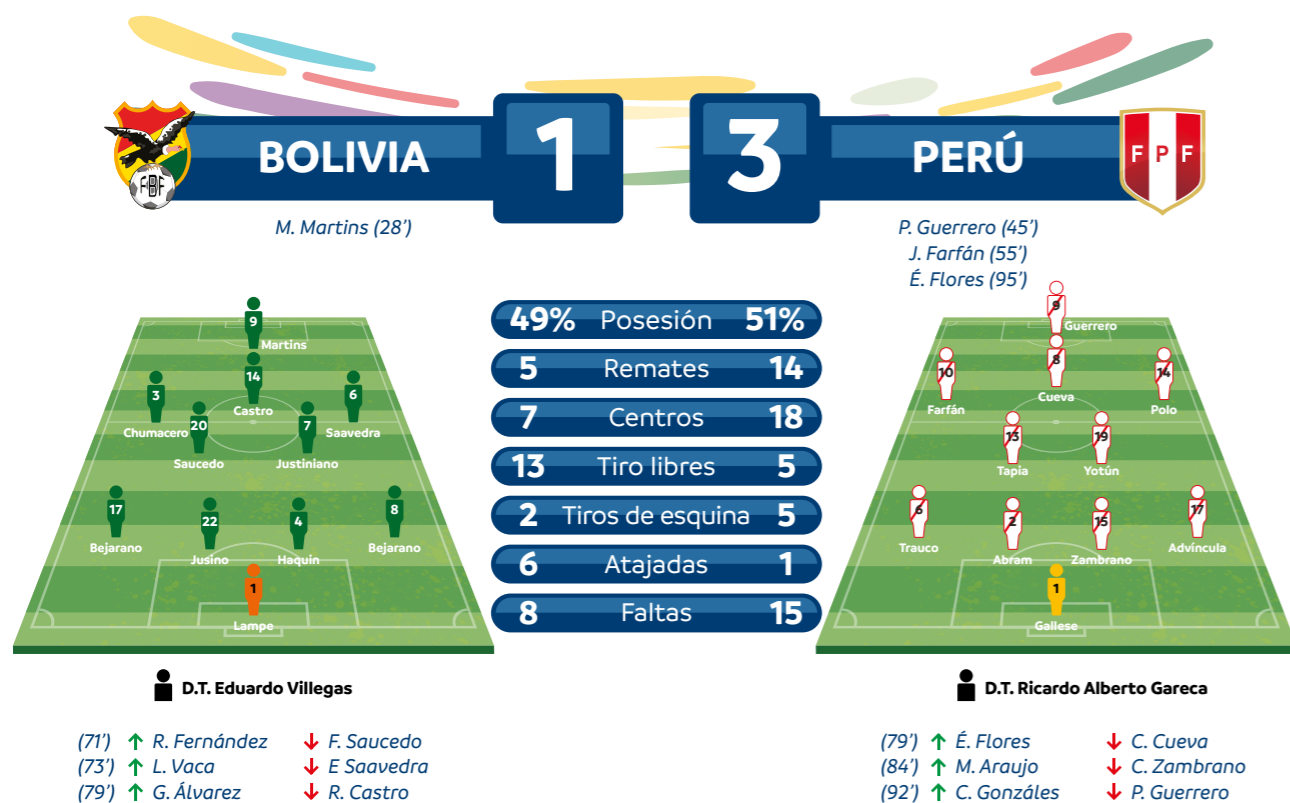 BOLIVIA 1 3 PERÚ
FBF
F P F
M. Martins (28’)
P. Guerrero (45’)
J. Farfán (55’)
É. Flores (95’)
9
Martins
14
Castro
3
Chumacero
6
Saavedra
20
Saucedo
7
Justiniano
17
Bejarano
22
Jusino
4
Haquin
8
Bejarano
1
Lampe
49% Posesión 51%
5 Remates 14
7 Centros 18
13 Tiro libres 5
2 Tiros de esquina 5
6 Atajadas 1
8 Faltas 15
9
Guerrero
8
Cueva
10
Farfán
14
Polo
13
Tapia
19
Yotún
6
Trauco
2
Abram
15
Zambrano
17
Advíncula
1
Gallese
D.T. Eduardo Villegas
(71’) ↑ R. Fernández ↓ F. Saucedo
(73’) ↑ L. Vaca ↓ E Saavedra
(79’) ↑ G. Álvarez ↓ R. Castro
D.T. Ricardo Alberto Gareca
(79’) ↑ É. Flores ↓ C. Cueva
(84’) ↑ M. Araujo ↓ C. Zambrano
(92’) ↑ C. Gonzáles ↓ P. Guerrero